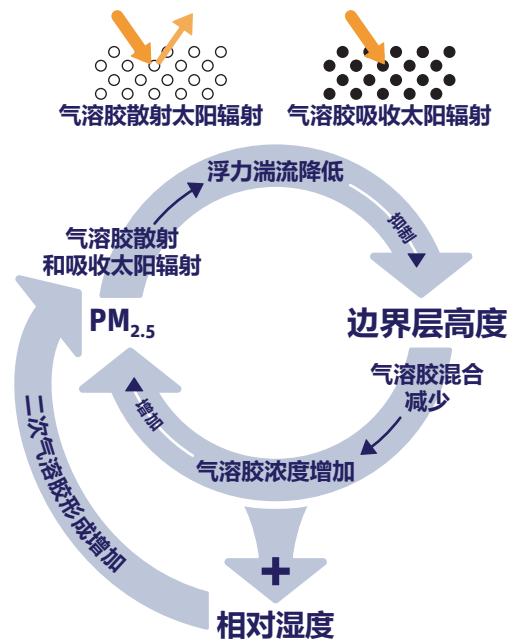 气溶胶散射太阳辐射
气溶胶吸收太阳辐射
浮力湍流降低
抑制
气溶胶散射
和吸收太阳辐射
PM2.5
边界层高度
气溶胶混合
减少
增加
气溶胶浓度增加
二次气溶胶形成增加
+
相对湿度